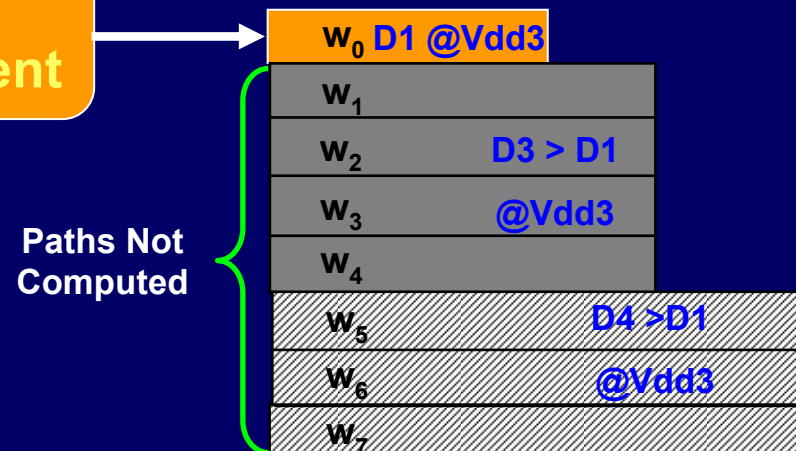 ent
w0 D1 @Vdd3
w1
w2 D3 > D1
w3 @Vdd3
w4
Paths Not
Computed
w5 D4 >D1
w6 @Vdd3
w7